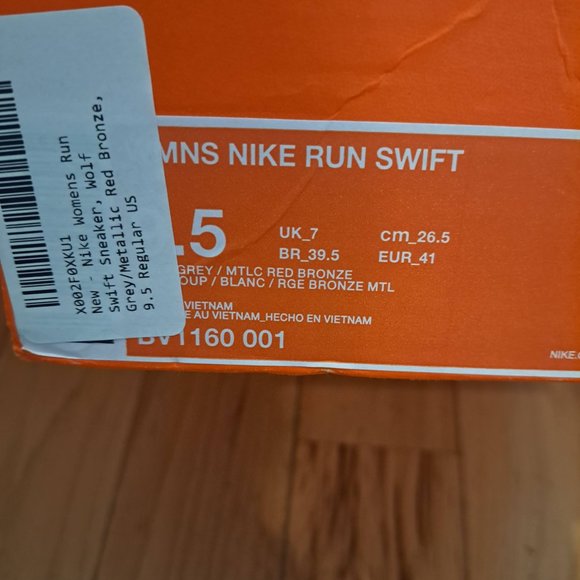 X002F0XKU1
New - Nike Womens Run
Swift Sneaker, Wolf
Grey/Metallic Red Bronze,
9.5 Regular US
MNS NIKE RUN SWIFT
.5
UK_7
cm_26.5
BR_39.5
EUR_41
GREY / MTLC RED BRONZE
OUP / BLANC / RGE BRONZE MTL
VIETNAM
E AU VIETNAM_HECHO EN VIETNAM
BV1160 001
NIKE.C